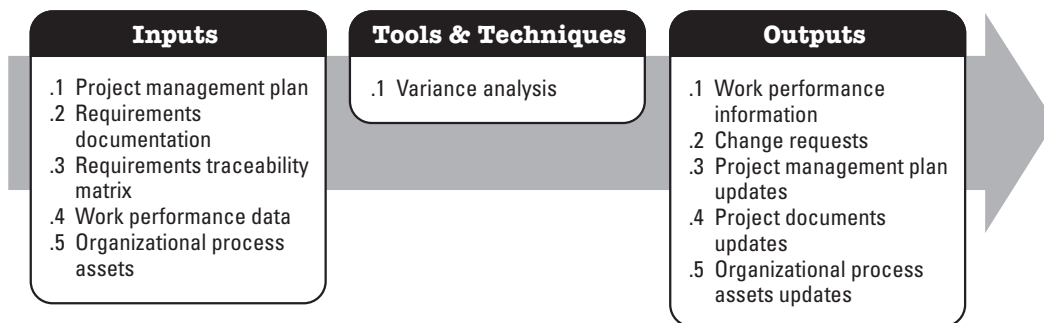 Inputs
.1 Project management plan
.2 Requirements
documentation
.3 Requirements traceability
matrix
.4 Work performance data
.5 Organizational process
assets
Tools & Techniques
.1 Variance analysis
Outputs
.1 Work performance
information
.2 Change requests
.3 Project management plan
updates
.4 Project documents
updates
.5 Organizational process
assets updates